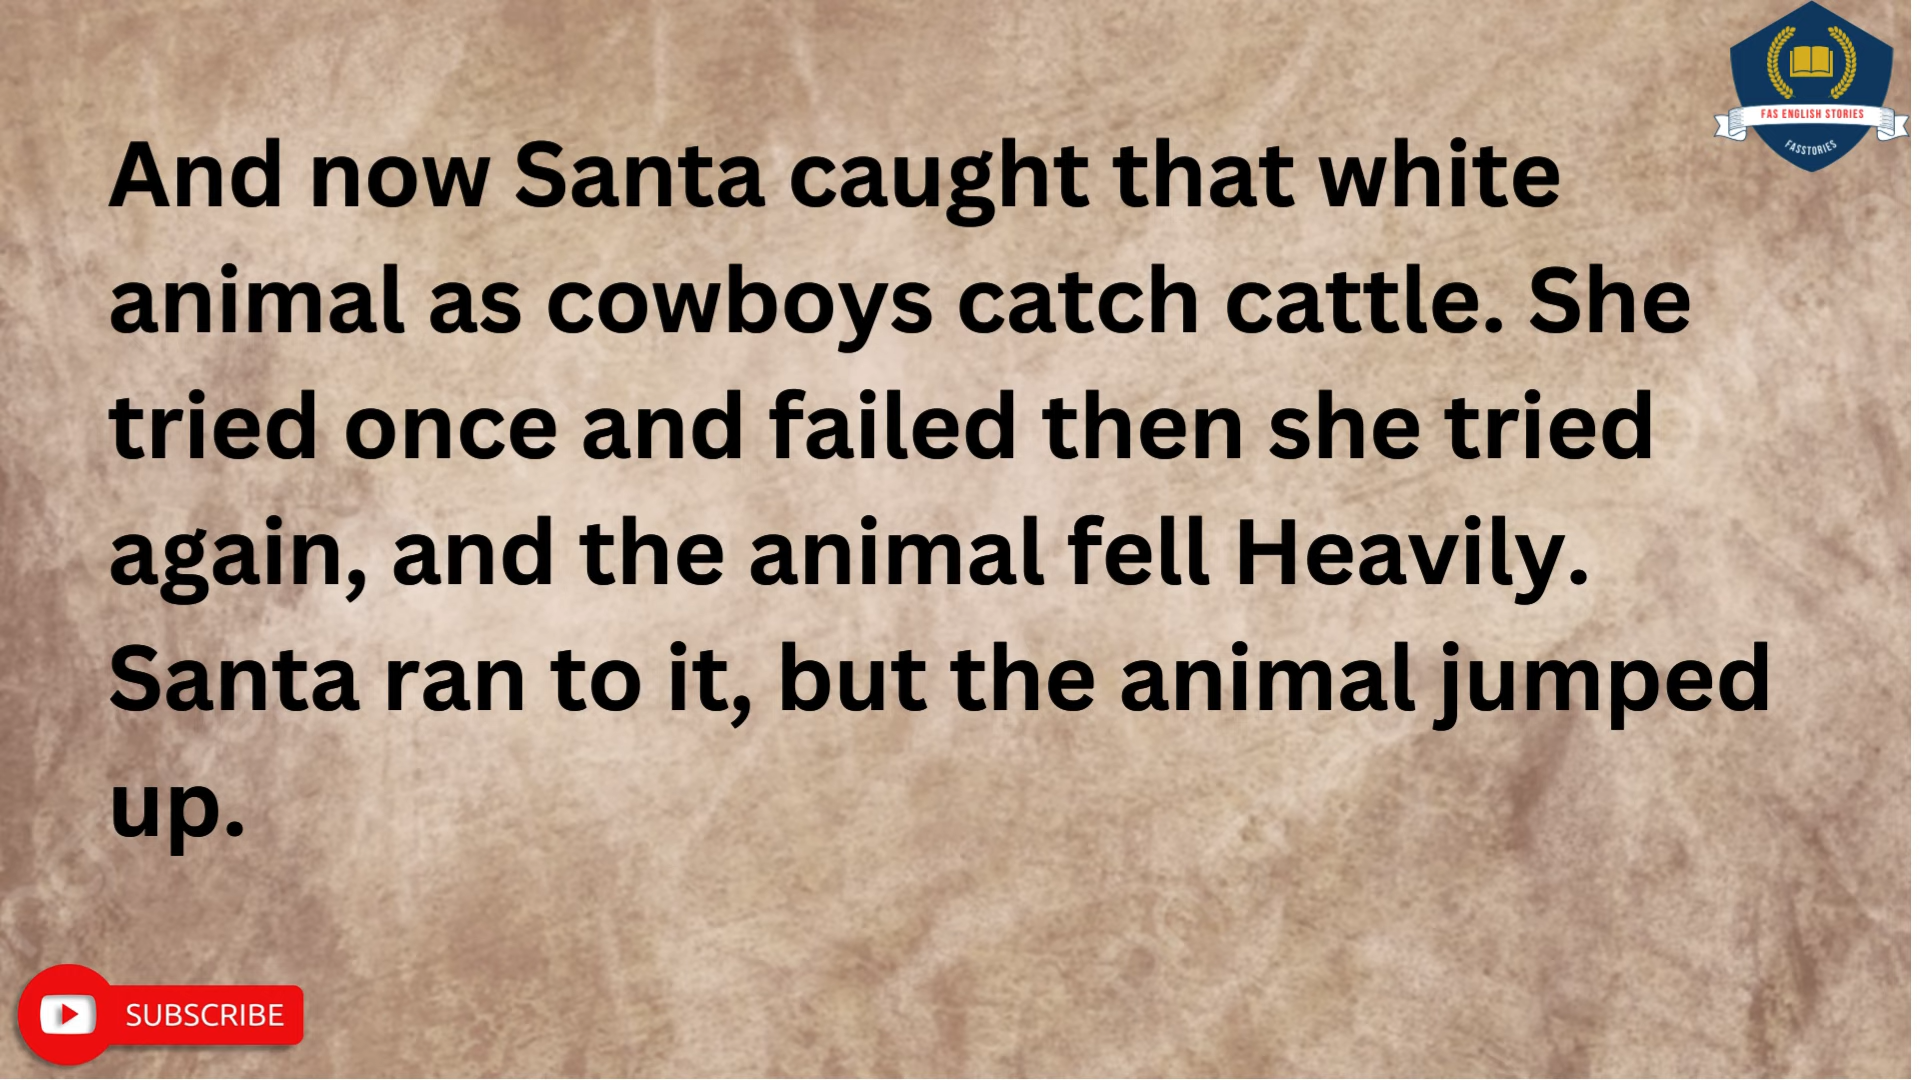 FAS ENGLISH STORIES
FASSTORIES
And now Santa caught that white
animal as cowboys catch cattle. She
tried once and failed then she tried
again, and the animal fell Heavily.
Santa ran to it, but the animal jumped
up.
SUBSCRIBE